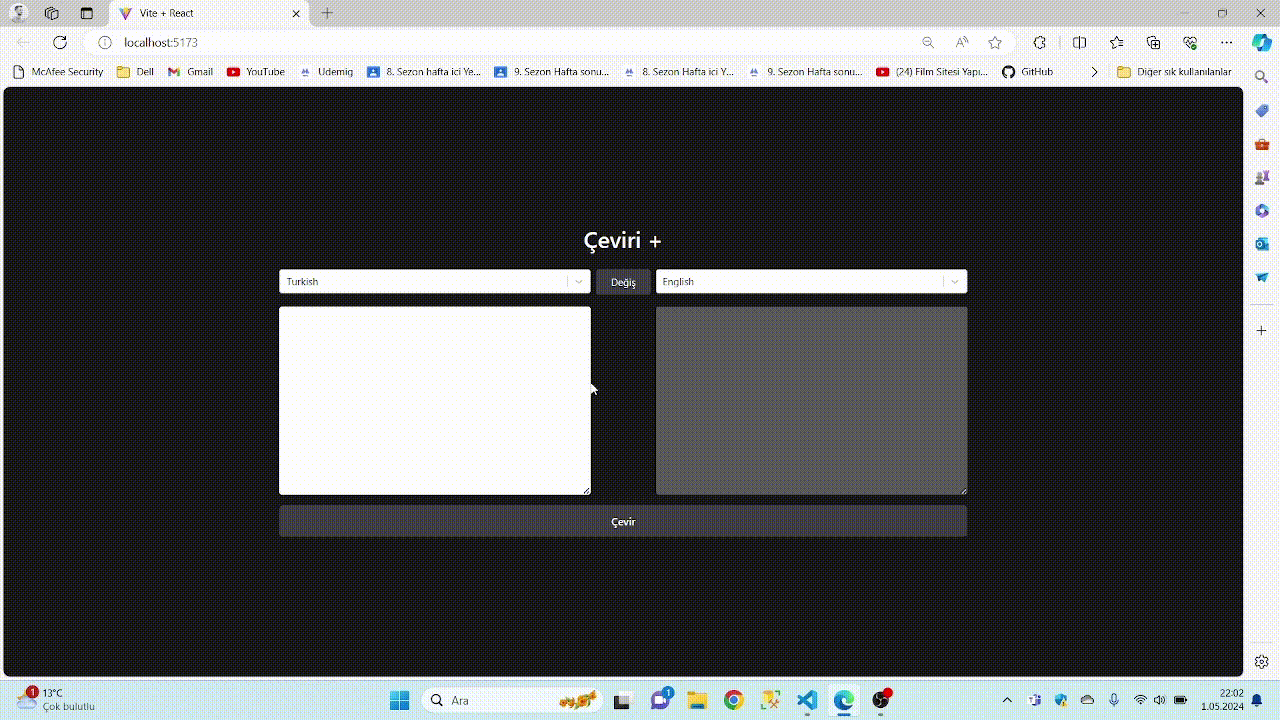 Vite + React
localhost:5173
McAfee Security Dell Gmail YouTube Udemig 8. Sezon hafta ici Ye... 9. Sezon Hafta sonu... 8. Sezon Hafta ici Y... 9. Sezon Hafta sonu... (24) Film Sitesi Yapı... GitHub Diğer sık kullanılanlar
Çeviri +
Turkish Değiş English
Çevir
1 13°C
Çok bulutlu
Ara
1
22:02
1.05.2024